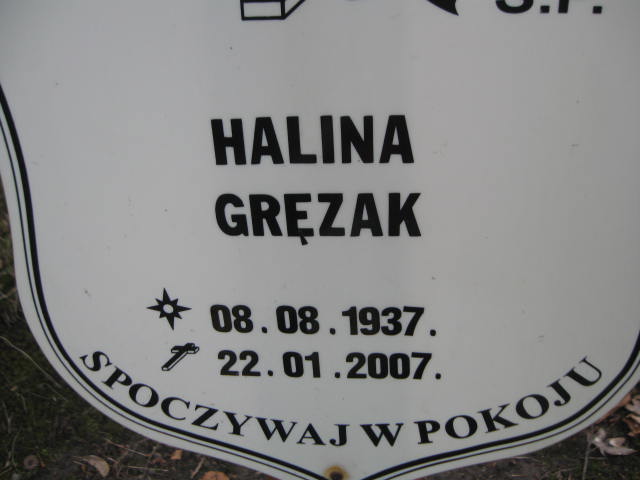 Ś.P.
HALINA
GRĘZAK
08.08.1937.
22.01.2007.
SPOCZYWAJ W POKOJU